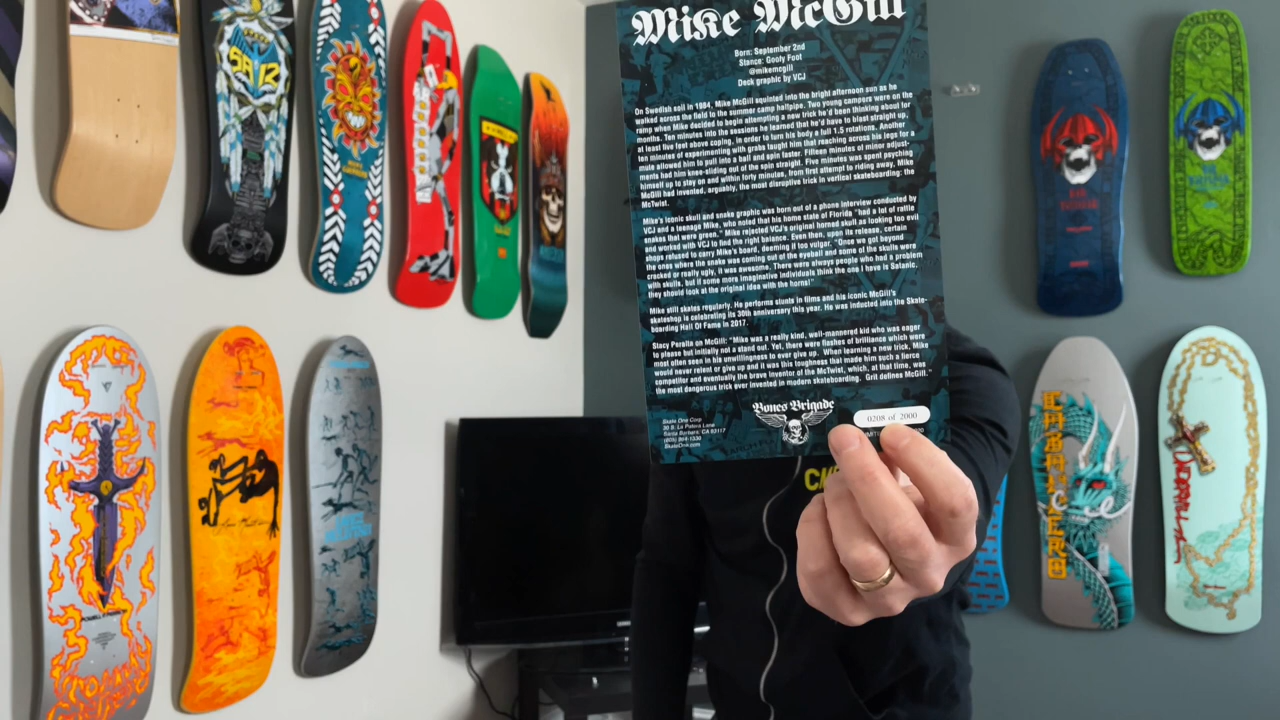 Mike McGill
Born: September 2nd
Stance: Goofy Foot
@mikemcgill
Deck graphic by VCJ
On Swedish soil in 1984, Mike McGill squinted into the bright afternoon sun as he
walked across the field to the summer camp halfpipe. Two young campers were on the
ramp when Mike decided to begin attempting a new trick he'd been thinking about for
months. Ten minutes into the sessions he learned that he'd have to blast straight up,
at least five feet above coping, in order to turn his body a full 1.5 rotations. Another
ten minutes of experimenting with grabs taught him that reaching across his legs for a
mute allowed him to pull into a ball and spin faster. Fifteen minutes of minor adjust-
ments had him knee-sliding out of the spin straight. Five minutes was spent psyching
himself up to stay on and within forty minutes, from first attempt to riding away, Mike
McGill had invented, arguably, the most disruptive trick in vertical skateboarding: the
McTwist.
Mike's iconic skull and snake graphic was born out of a phone interview conducted by
VCJ and a teenage Mike, who noted that his home state of Florida "had a lot of rattle
snakes that were green." Mike rejected VCJ's original horned skull as looking too evil
and worked with VCJ to find the right balance. Even then, upon its release, certain
shops refused to carry Mike's board, deeming it too vulgar. "Once we got beyond
the ones where the snake was coming out of the eyeball and some of the skulls were
cracked or really ugly, it was awesome. There were always people who had a problem
with skulls, but if some more imaginative individuals think the one I have is Satanic,
they should look at the original idea with the horns!"
Mike still skates regularly. He performs stunts in films and his iconic McGill's
skateshop is celebrating its 30th anniversary this year. He was inducted into the Skate-
boarding Hall Of Fame in 2017.
Stacy Peralta on McGill: "Mike was a really kind, well-mannered kid who was eager
to please but initially not a stand out. Yet, there were flashes of brilliance which were
most often seen in his unwillingness to ever give up. When learning a new trick, Mike
would never relent or give up and it was this toughness that made him such a fierce
competitor and eventually the brave inventor of the McTwist, which, at that time, was
the most dangerous trick ever invented in modern skateboarding. Grit defines McGill."
Skate One Corp
30 S. La Patera Lane
Santa Barbara, CA 93117
(805) 964-1330
SkateOne.com
Bones Brigade
0208 of 2000
CABALLERO